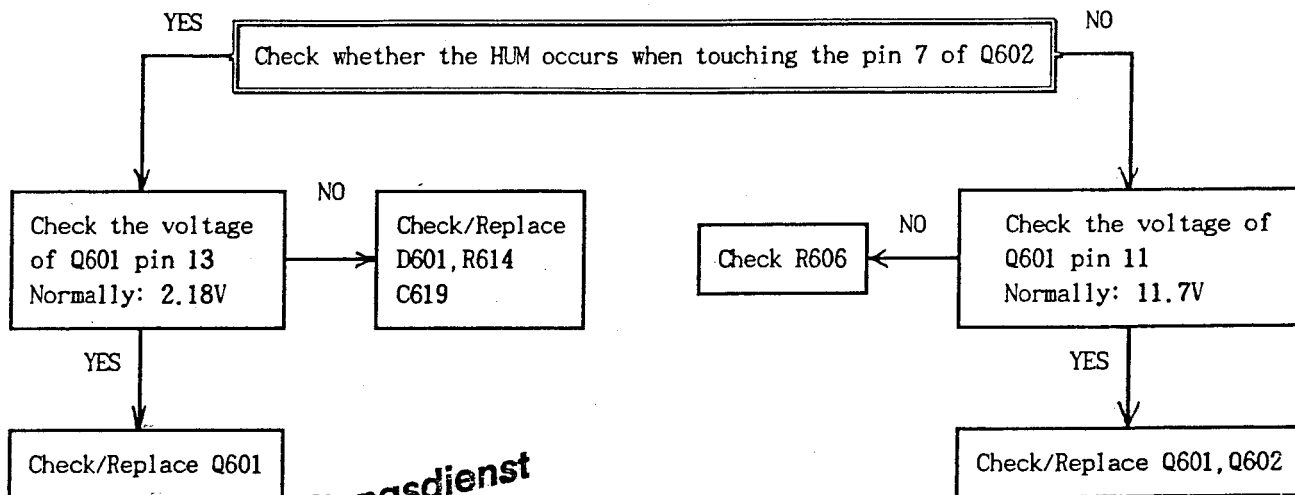 YES
NO
Check whether the HUM occurs when touching the pin 7 of Q602
Check the voltage
of Q601 pin 13
Normally: 2.18V
NO
Check/Replace
D601, R614
C619
Check R606
NO
Check the voltage of
Q601 pin 11
Normally: 11.7V
YES
YES
Check/Replace Q601
Check/Replace Q601, Q602